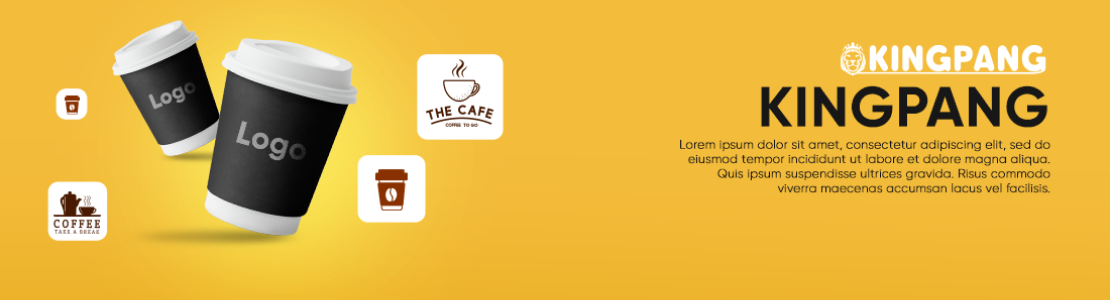 Logo
Logo
THE CAFE
COFFEE TO GO
COFFEE
TAKE A BREAK
KINGPANG
KINGPANG
Lorem ipsum dolor sit amet, consectetur adipiscing elit, sed do
eiusmod tempor incididunt ut labore et dolore magna aliqua.
Quis ipsum suspendisse ultrices gravida. Risus commodo
viverra maecenas accumsan lacus vel facilisis.